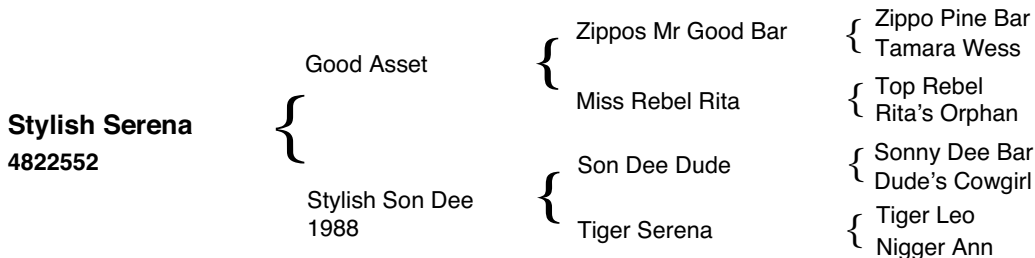 Stylish Serena
4822552
Good Asset
Stylish Son Dee
1988
Zippos Mr Good Bar
Miss Rebel Rita
Son Dee Dude
Tiger Serena
Zippo Pine Bar
Tamara Wess
Top Rebel
Rita's Orphan
Sonny Dee Bar
Dude's Cowgirl
Tiger Leo
Nigger Ann